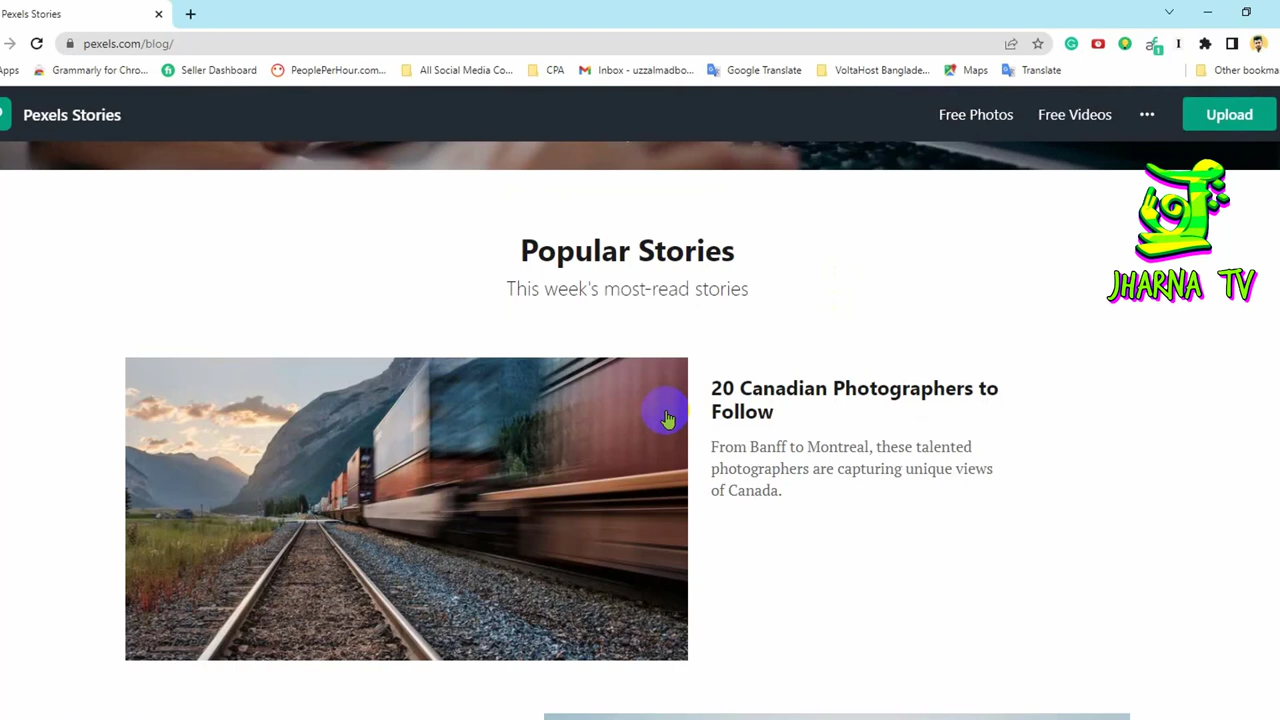 Pexels Stories
pexels.com/blog/
Apps
Grammarly for Chro...
Seller Dashboard
PeoplePerHour.com...
All Social Media Co...
CPA
Inbox - uzzalmadbo...
Google Translate
VoltaHost Banglade...
Maps
Translate
Other bookma
Pexels Stories
Free Photos
Free Videos
Upload
JHARNA TV
Popular Stories
This week's most-read stories
20 Canadian Photographers to
Follow
From Banff to Montreal, these talented
photographers are capturing unique views
of Canada.